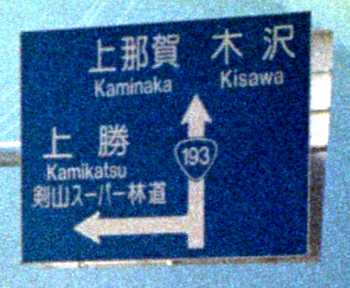 上那賀 木沢
Kaminaka Kisawa
193
上勝
Kamikatsu
剣山スーパー林道